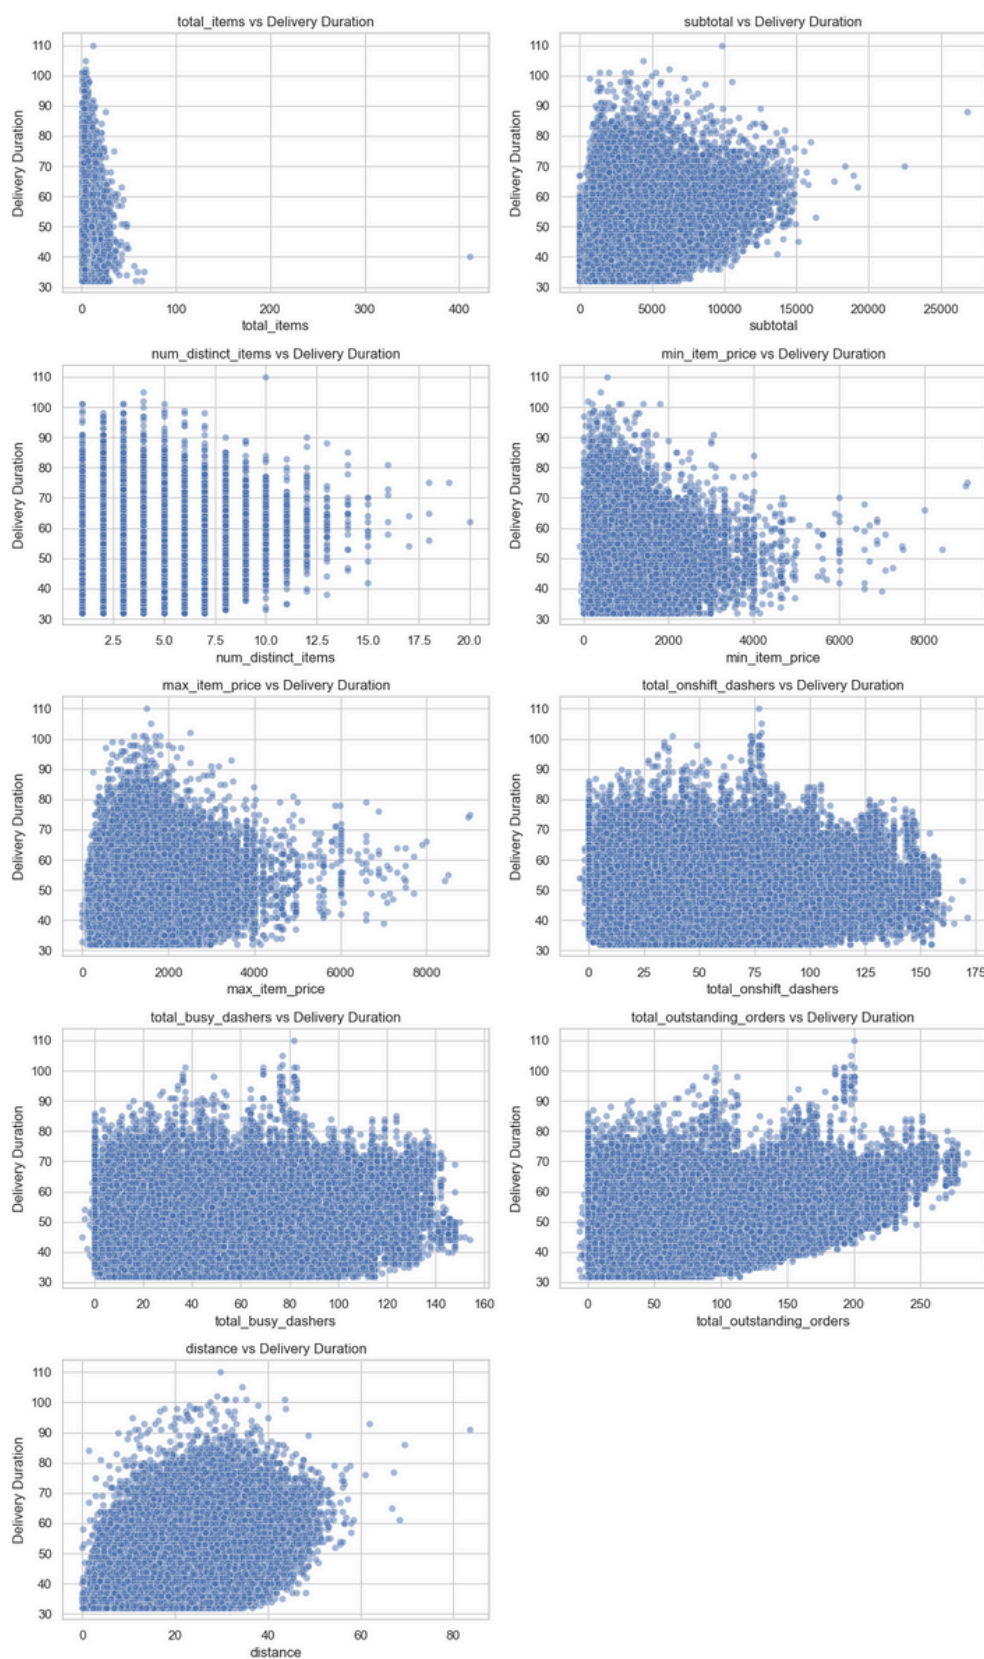 total_items vs Delivery Duration
110
100
90
80
70
60
50
40
30
Delivery Duration
0 100 200 300 400
total_items
subtotal vs Delivery Duration
110
100
90
80
70
60
50
40
30
Delivery Duration
0 5000 10000 15000 20000 25000
subtotal
num_distinct_items vs Delivery Duration
110
100
90
80
70
60
50
40
30
Delivery Duration
2.5 5.0 7.5 10.0 12.5 15.0 17.5 20.0
num_distinct_items
min_item_price vs Delivery Duration
110
100
90
80
70
60
50
40
30
Delivery Duration
0 2000 4000 6000 8000
min_item_price
max_item_price vs Delivery Duration
110
100
90
80
70
60
50
40
30
Delivery Duration
0 2000 4000 6000 8000
max_item_price
total_onshift_dashers vs Delivery Duration
110
100
90
80
70
60
50
40
30
Delivery Duration
0 25 50 75 100 125 150 175
total_onshift_dashers
total_busy_dashers vs Delivery Duration
110
100
90
80
70
60
50
40
30
Delivery Duration
0 20 40 60 80 100 120 140 160
total_busy_dashers
total_outstanding_orders vs Delivery Duration
110
100
90
80
70
60
50
40
30
Delivery Duration
0 50 100 150 200 250
total_outstanding_orders
distance vs Delivery Duration
110
100
90
80
70
60
50
40
30
Delivery Duration
0 20 40 60 80
distance